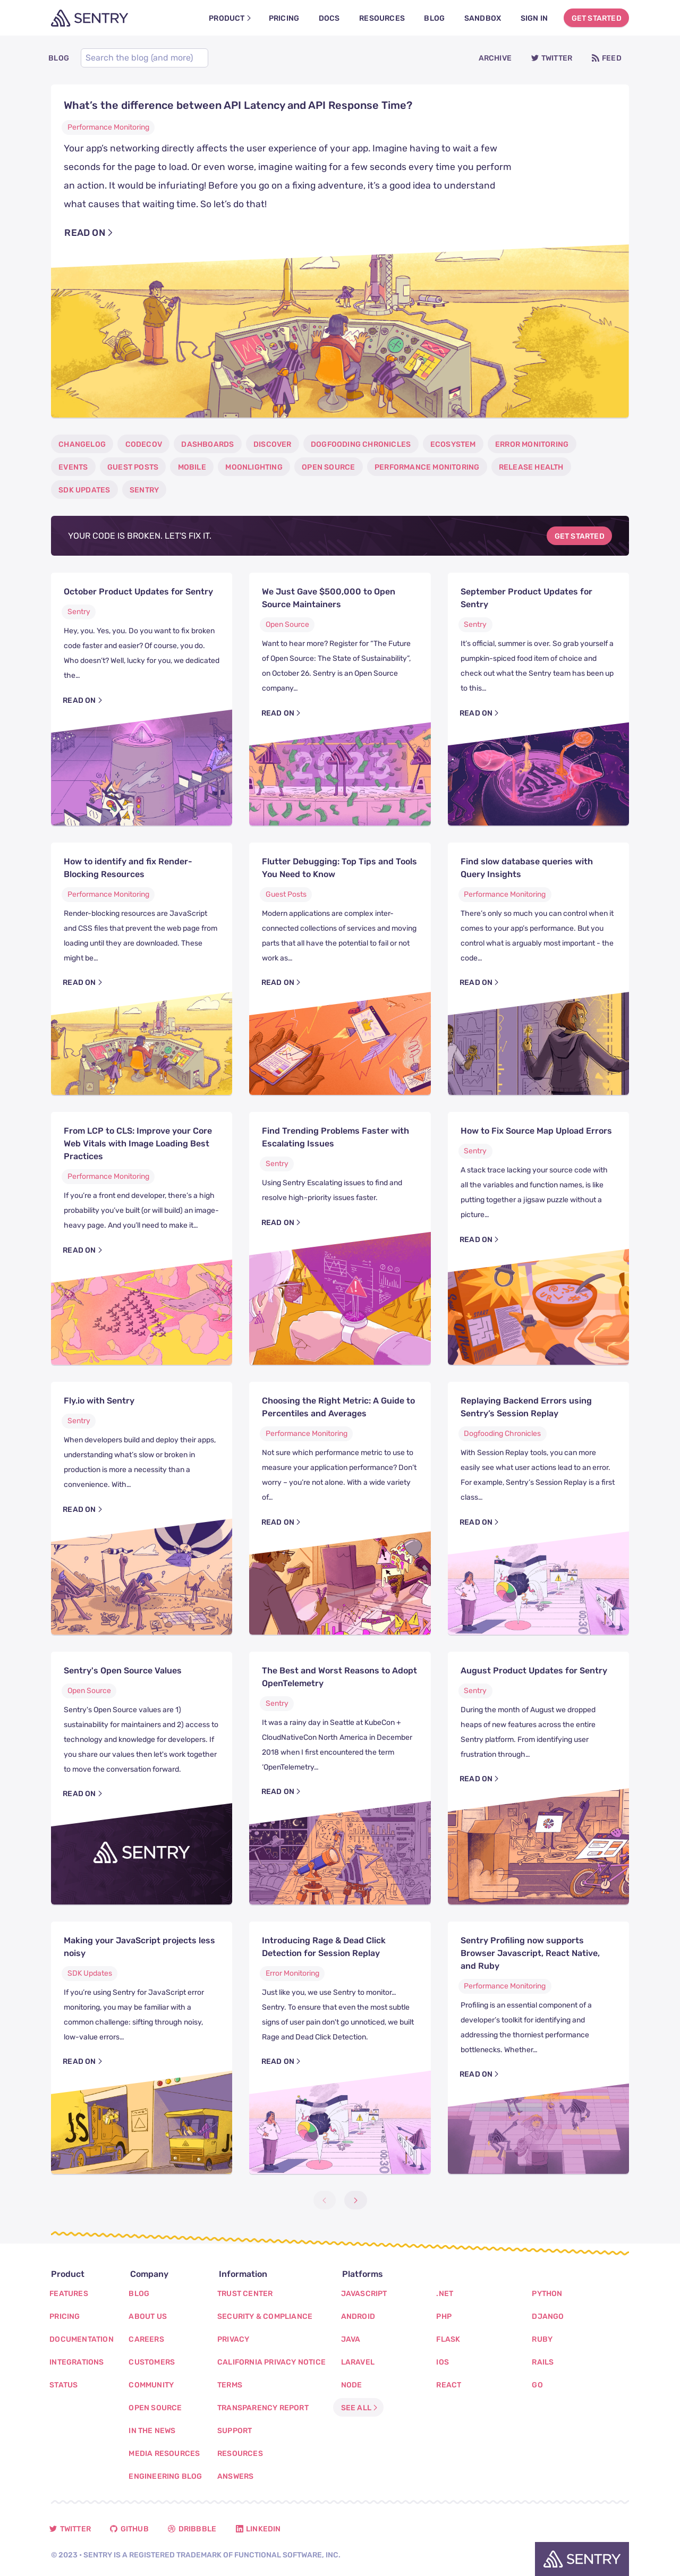 SENTRY
PRODUCT
PRICING
DOCS
RESOURCES
BLOG
SANDBOX
SIGN IN
GET STARTED
BLOG
Search the blog (and more)
ARCHIVE
TWITTER
FEED
What's the difference between API Latency and API Response Time?
Performance Monitoring
Your app's networking directly affects the user experience of your app. Imagine having to wait a few
seconds for the page to load. Or even worse, imagine waiting for a few seconds every time you perform
an action. It would be infuriating! Before you go on a fixing adventure, it's a good idea to understand
what causes that waiting time. So let's do that!
READ ON
CHANGELOG
CODECOV
DASHBOARDS
DISCOVER
DOGFOODING CHRONICLES
ECOSYSTEM
ERROR MONITORING
EVENTS
GUEST POSTS
MOBILE
MOONLIGHTING
OPEN SOURCE
PERFORMANCE MONITORING
RELEASE HEALTH
SDK UPDATES
SENTRY
YOUR CODE IS BROKEN. LET'S FIX IT.
GET STARTED
October Product Updates for Sentry
Sentry
Hey, you. Yes, you. Do you want to fix broken
code faster and easier? Of course, you do.
Who doesn't? Well, lucky for you, we dedicated
the…
READ ON
We Just Gave $500,000 to Open
Source Maintainers
Open Source
Want to hear more? Register for "The Future
of Open Source: The State of Sustainability",
on October 26. Sentry is an Open Source
company…
READ ON
2023
September Product Updates for
Sentry
Sentry
It's official, summer is over. So grab yourself a
pumpkin-spiced food item of choice and
check out what the Sentry team has been up
to this…
READ ON
How to identify and fix Render-
Blocking Resources
Performance Monitoring
Render-blocking resources are JavaScript
and CSS files that prevent the web page from
loading until they are downloaded. These
might be…
READ ON
Flutter Debugging: Top Tips and Tools
You Need to Know
Guest Posts
Modern applications are complex inter-
connected collections of services and moving
parts that all have the potential to fail or not
work as…
READ ON
Find slow database queries with
Query Insights
Performance Monitoring
There's only so much you can control when it
comes to your app's performance. But you
control what is arguably most important - the
code…
READ ON
From LCP to CLS: Improve your Core
Web Vitals with Image Loading Best
Practices
Performance Monitoring
If you're a front end developer, there's a high
probability you've built (or will build) an image-
heavy page. And you'll need to make it…
READ ON
Find Trending Problems Faster with
Escalating Issues
Sentry
Using Sentry Escalating issues to find and
resolve high-priority issues faster.
READ ON
How to Fix Source Map Upload Errors
Sentry
A stack trace lacking your source code with
all the variables and function names, is like
putting together a jigsaw puzzle without a
picture…
READ ON
START
Fly.io with Sentry
Sentry
When developers build and deploy their apps,
understanding what's slow or broken in
production is more a necessity than a
convenience. With…
READ ON
Choosing the Right Metric: A Guide to
Percentiles and Averages
Performance Monitoring
Not sure which performance metric to use to
measure your application performance? Don't
worry – you're not alone. With a wide variety
of…
READ ON
Replaying Backend Errors using
Sentry's Session Replay
Dogfooding Chronicles
With Session Replay tools, you can more
easily see what user actions lead to an error.
For example, Sentry's Session Replay is a first
class…
READ ON
00:30
Sentry's Open Source Values
Open Source
Sentry's Open Source values are 1)
sustainability for maintainers and 2) access to
technology and knowledge for developers. If
you share our values then let's work together
to move the conversation forward.
READ ON
SENTRY
The Best and Worst Reasons to Adopt
OpenTelemetry
Sentry
It was a rainy day in Seattle at KubeCon +
CloudNativeCon North America in December
2018 when I first encountered the term
'OpenTelemetry…
READ ON
August Product Updates for Sentry
Sentry
During the month of August we dropped
heaps of new features across the entire
Sentry platform. From identifying user
frustration through…
READ ON
Making your JavaScript projects less
noisy
SDK Updates
If you're using Sentry for JavaScript error
monitoring, you may be familiar with a
common challenge: sifting through noisy,
low-value errors…
READ ON
JS
Introducing Rage & Dead Click
Detection for Session Replay
Error Monitoring
Just like you, we use Sentry to monitor…
Sentry. To ensure that even the most subtle
signs of user pain don't go unnoticed, we built
Rage and Dead Click Detection.
READ ON
00:30
Sentry Profiling now supports
Browser Javascript, React Native,
and Ruby
Performance Monitoring
Profiling is an essential component of a
developer's toolkit for identifying and
addressing the thorniest performance
bottlenecks. Whether…
READ ON
Product
FEATURES
PRICING
DOCUMENTATION
INTEGRATIONS
STATUS
Company
BLOG
ABOUT US
CAREERS
CUSTOMERS
COMMUNITY
OPEN SOURCE
IN THE NEWS
MEDIA RESOURCES
ENGINEERING BLOG
Information
TRUST CENTER
SECURITY & COMPLIANCE
PRIVACY
CALIFORNIA PRIVACY NOTICE
TERMS
TRANSPARENCY REPORT
SUPPORT
RESOURCES
ANSWERS
Platforms
JAVASCRIPT
ANDROID
JAVA
LARAVEL
NODE
SEE ALL
.NET
PHP
FLASK
IOS
REACT
PYTHON
DJANGO
RUBY
RAILS
GO
TWITTER
GITHUB
DRIBBBLE
LINKEDIN
© 2023 • SENTRY IS A REGISTERED TRADEMARK OF FUNCTIONAL SOFTWARE, INC.
SENTRY